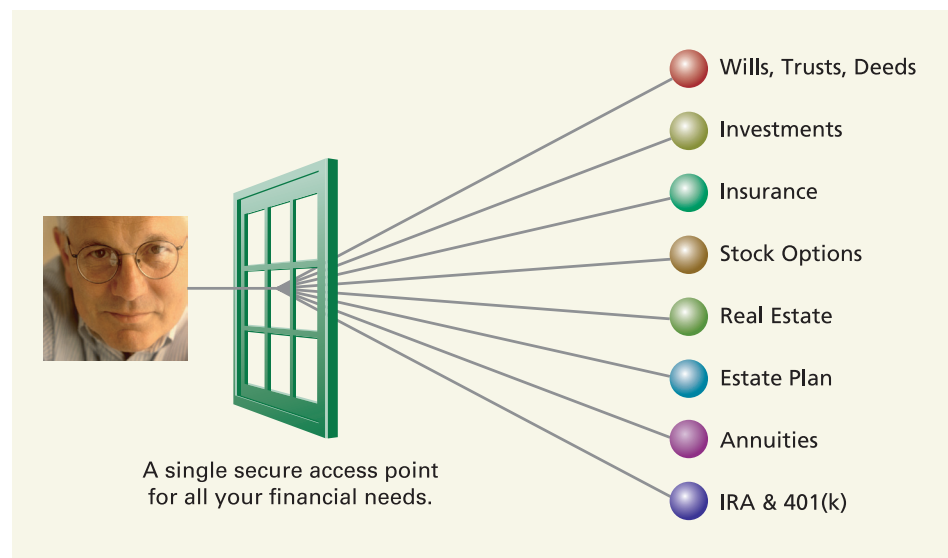 Wills, Trusts, Deeds
Investments
Insurance
Stock Options
Real Estate
Estate Plan
Annuities
IRA & 401(k)
A single secure access point
for all your financial needs.